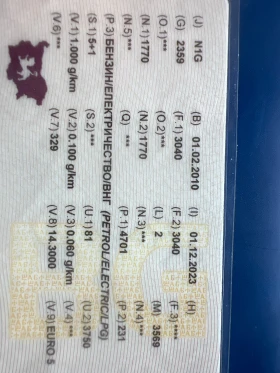 (J) N1G (B) 01.02.2010 (I) 01.12.2023 (H)
(G) 2359 (F.1) 3040 (F.2) 3040 (F.3) ****
(O.1)*** (O.2)*** (L) 2 (M) 3569
(N.1)1770 (N.2)1770 (N.3)*** (N.4)***
(N.5)*** (Q) *** (P.1) 4701 (P.2) 231
(P.3)БЕНЗИН/ЕЛЕКТРИЧЕСТВО/ВНГ (PETROL/ELECTRIC/LPG)
(S.1) 5+1 (S.2)*** (U.1)81 (U.2)3750
(V.1)1.000 g/km (V.2)0.100 g/km (V.3)0.060 g/km (V.4)***
(V.6)*** (V.7)329 (V.8)14.3000 (V.9)EURO 5